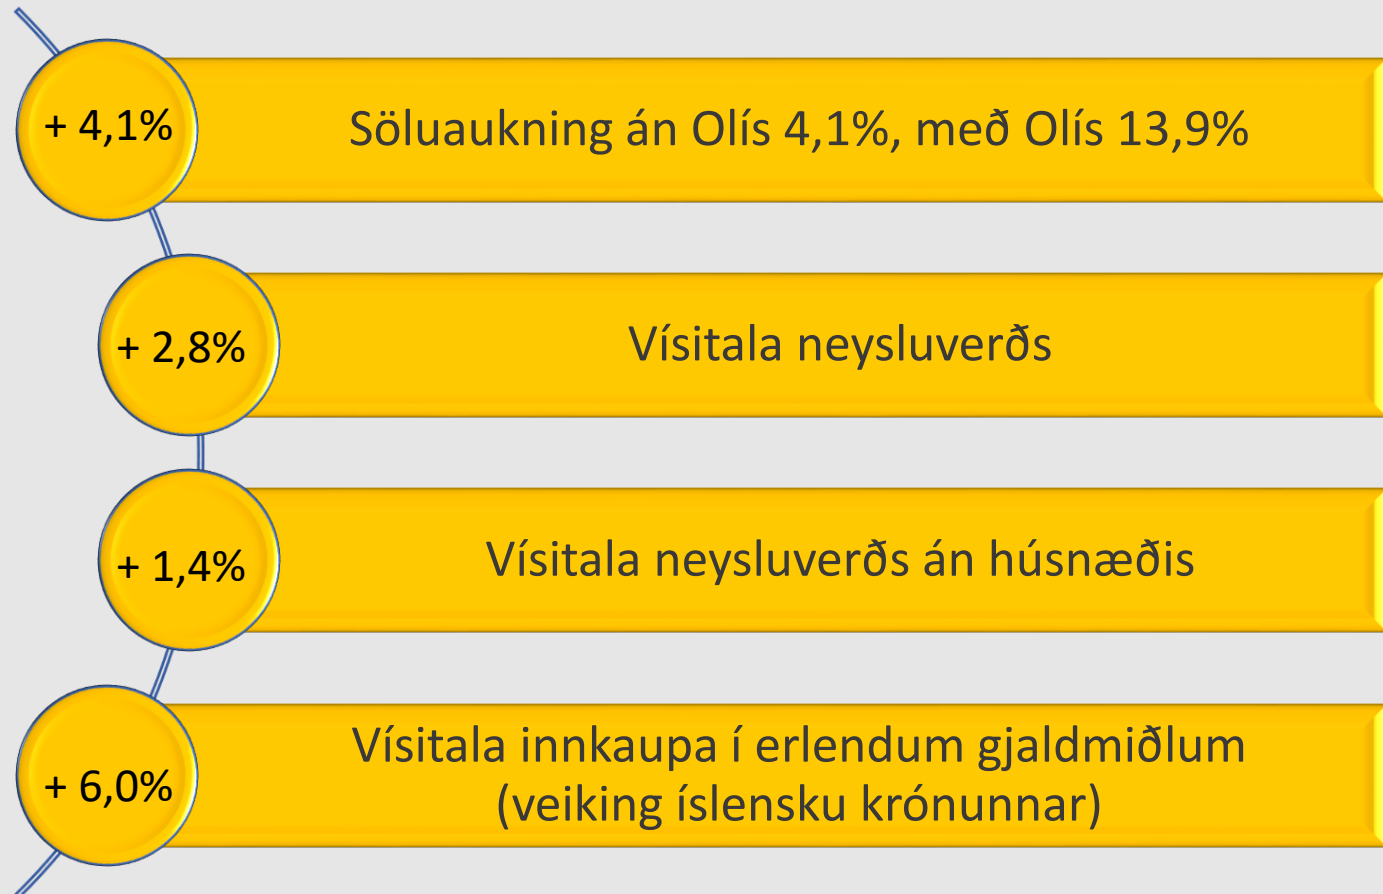 + 4,1%
Söluaukning án Olís 4,1%, með Olís 13,9%
+ 2,8%
Vísitala neysluverðs
+ 1,4%
Vísitala neysluverðs án húsnæðis
+ 6,0%
Vísitala innkaupa í erlendum gjaldmiðlum
(veiking íslensku krónunnar)